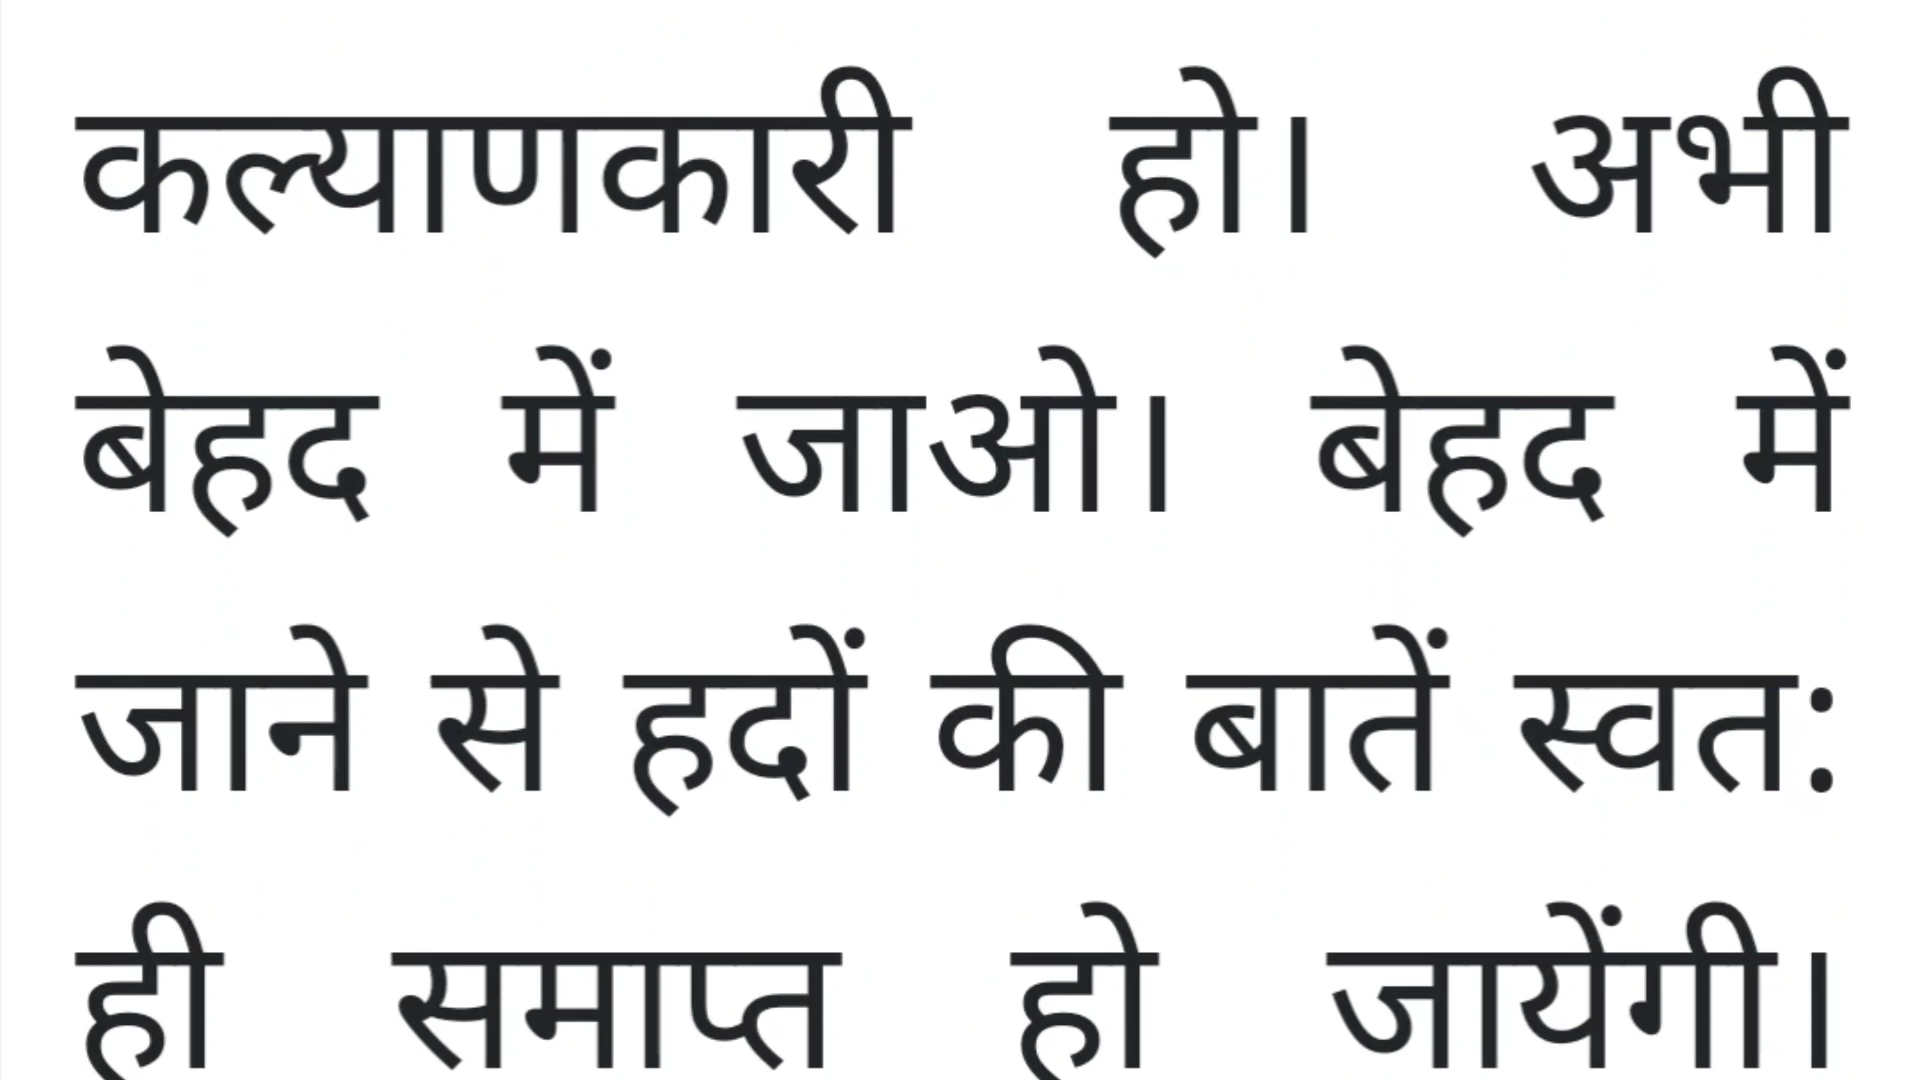 कल्याणकारी हो। अभी
बेहद में जाओ। बेहद में
जाने से हदों की बातें स्वत:
ही समाप्त हो जायेंगी।